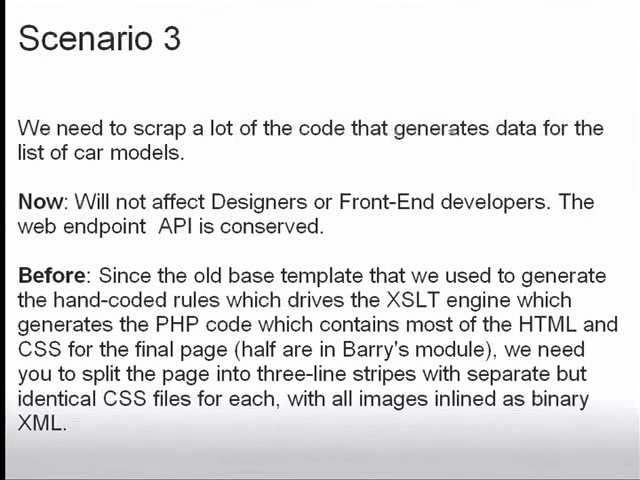 Scenario 3
We need to scrap a lot of the code that generates data for the
list of car models.
Now: Will not affect Designers or Front-End developers. The
web endpoint  API is conserved.
Before: Since the old base template that we used to generate
the hand-coded rules which drives the XSLT engine which
generates the PHP code which contains most of the HTML and
CSS for the final page (half are in Barry's module), we need
you to split the page into three-line stripes with separate but
identical CSS files for each, with all images inlined as binary
XML.